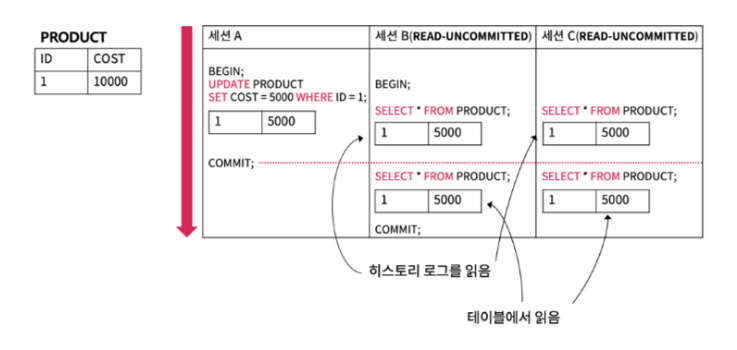 PRODUCT
ID COST
1 10000
세션 A
BEGIN;
UPDATE PRODUCT
SET COST = 5000 WHERE ID = 1;
1 5000
COMMIT;
세션 B(READ-UNCOMMITTED)
BEGIN;
SELECT * FROM PRODUCT;
1 5000
SELECT * FROM PRODUCT;
1 5000
COMMIT;
세션 C(READ-UNCOMMITTED)
SELECT * FROM PRODUCT;
1 5000
SELECT * FROM PRODUCT;
1 5000
히스토리 로그를 읽음
테이블에서 읽음